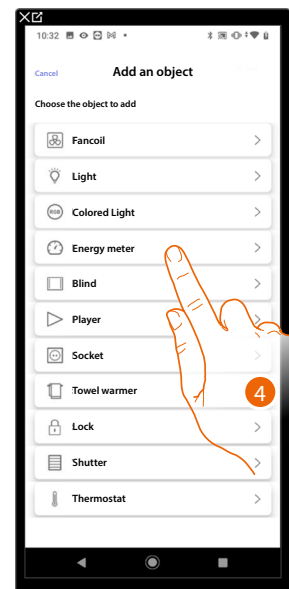 10:32
Cancel
Add an object
Choose the object to add
Fancoil
Light
RGB
Colored Light
Energy meter
Blind
Player
Socket
Towel warmer
4
Lock
Shutter
Thermostat